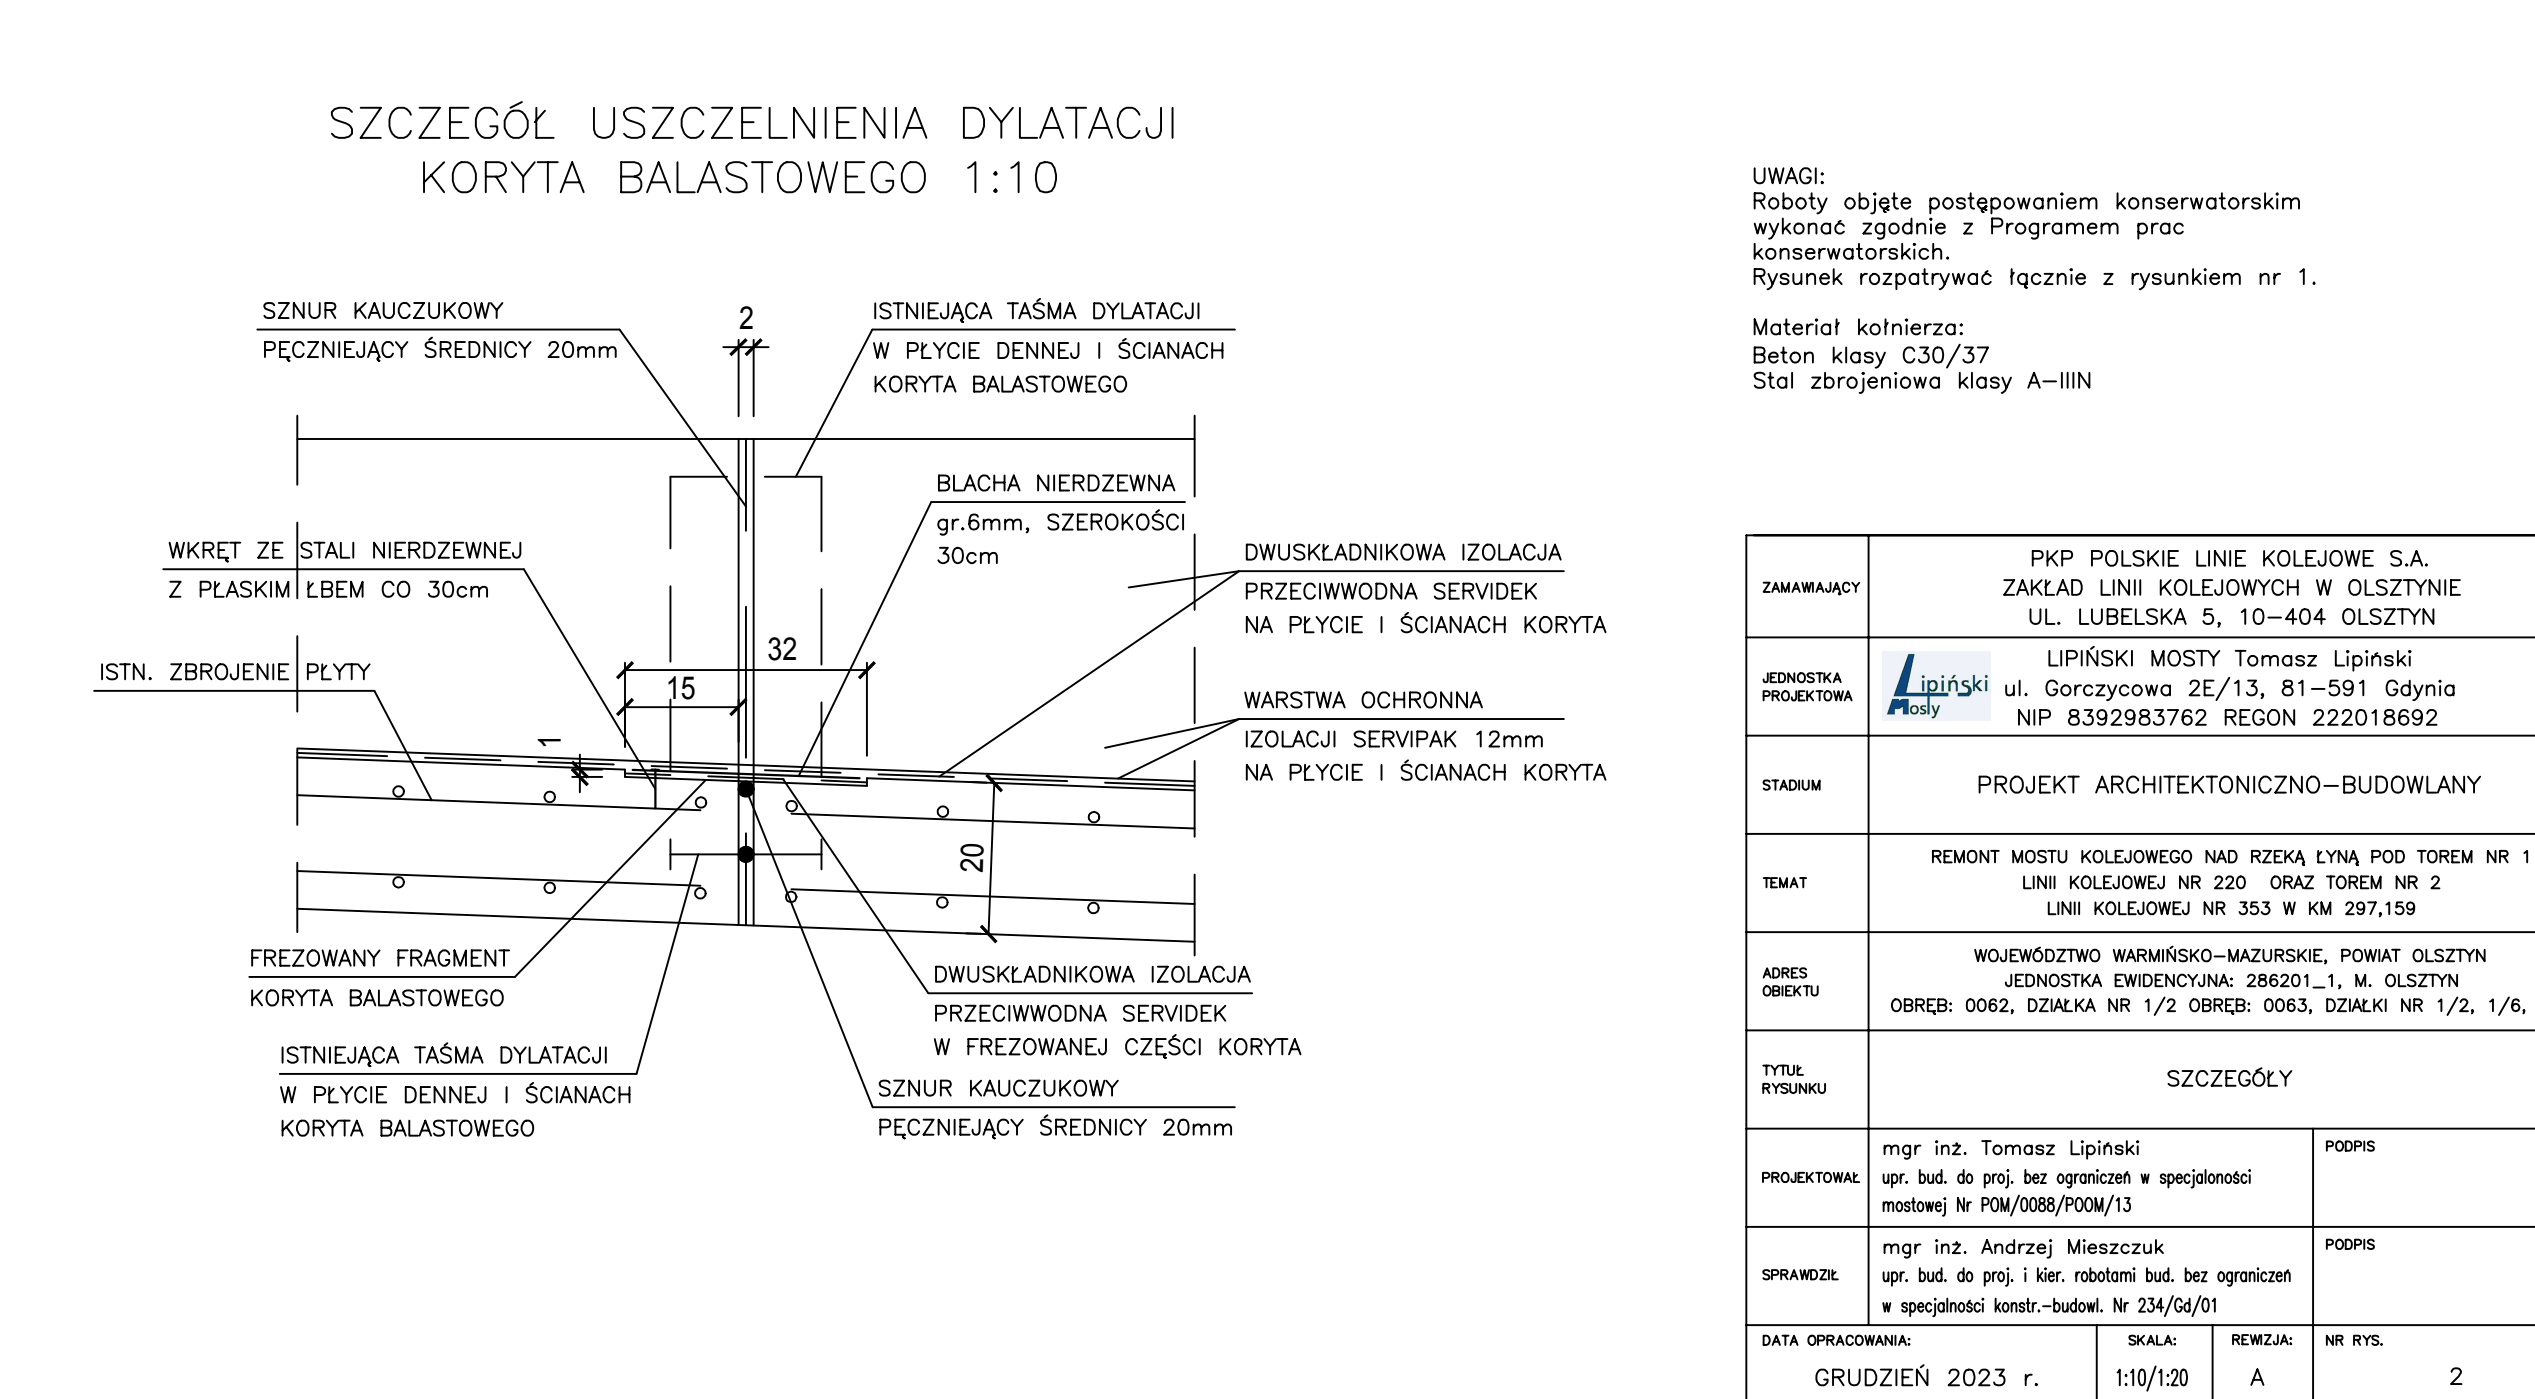 SZCZEGÓŁ USZCZELNIENIA DYLATACJI
KORYTA BALASTOWEGO 1:10
SZNUR KAUCZUKOWY
PĘCZNIEJĄCY ŚREDNICY 20mm
2
ISTNIEJĄCA TAŚMA DYLATACJI
W PŁYCIE DENNEJ I ŚCIANACH
KORYTA BALASTOWEGO
BLACHA NIERDZEWNA
gr.6mm, SZEROKOŚCI
30cm
WKRĘT ZE STALI NIERDZEWNEJ
Z PŁASKIM ŁBEM CO 30cm
DWUSKŁADNIKOWA IZOLACJA
PRZECIWWODNA SERVIDEK
NA PŁYCIE I ŚCIANACH KORYTA
ISTN. ZBROJENIE PŁYTY
32
15
1
WARSTWA OCHRONNA
IZOLACJI SERVIPAK 12mm
NA PŁYCIE I ŚCIANACH KORYTA
20
FREZOWANY FRAGMENT
KORYTA BALASTOWEGO
DWUSKŁADNIKOWA IZOLACJA
PRZECIWWODNA SERVIDEK
W FREZOWANEJ CZĘŚCI KORYTA
ISTNIEJĄCA TAŚMA DYLATACJI
W PŁYCIE DENNEJ I ŚCIANACH
KORYTA BALASTOWEGO
SZNUR KAUCZUKOWY
PĘCZNIEJĄCY ŚREDNICY 20mm
UWAGI:
Roboty objęte postępowaniem konserwatorskim
wykonać zgodnie z Programem prac
konserwatorskich.
Rysunek rozpatrywać łącznie z rysunkiem nr 1.
Materiał kołnierza:
Beton klasy C30/37
Stal zbrojeniowa klasy A-IIIN
ZAMAWIAJĄCY
PKP POLSKIE LINIE KOLEJOWE S.A.
ZAKŁAD LINII KOLEJOWYCH W OLSZTYNIE
UL. LUBELSKA 5, 10-404 OLSZTYN
JEDNOSTKA
PROJEKTOWA
Lipiński
Mosty
LIPIŃSKI MOSTY Tomasz Lipiński
ul. Gorczycowa 2E/13, 81-591 Gdynia
NIP 8392983762 REGON 222018692
STADIUM
PROJEKT ARCHITEKTONICZNO-BUDOWLANY
TEMAT
REMONT MOSTU KOLEJOWEGO NAD RZEKĄ ŁYNĄ POD TOREM NR 1
LINII KOLEJOWEJ NR 220 ORAZ TOREM NR 2
LINII KOLEJOWEJ NR 353 W KM 297,159
ADRES
OBIEKTU
WOJEWÓDZTWO WARMIŃSKO-MAZURSKIE, POWIAT OLSZTYN
JEDNOSTKA EWIDENCYJNA: 286201_1, M. OLSZTYN
OBRĘB: 0062, DZIAŁKA NR 1/2 OBRĘB: 0063, DZIAŁKI NR 1/2, 1/6,
TYTUŁ
RYSUNKU
SZCZEGÓŁY
PROJEKTOWAŁ
mgr inż. Tomasz Lipiński
upr. bud. do proj. bez ograniczeń w specjaloności
mostowej Nr POM/0088/POOM/13
PODPIS
SPRAWDZIŁ
mgr inż. Andrzej Mieszczuk
upr. bud. do proj. i kier. robotami bud. bez ograniczeń
w specjalności konstr.-budowl. Nr 234/Gd/01
PODPIS
DATA OPRACOWANIA:
GRUDZIEŃ 2023 r.
SKALA:
1:10/1:20
REWIZJA:
A
NR RYS.
2